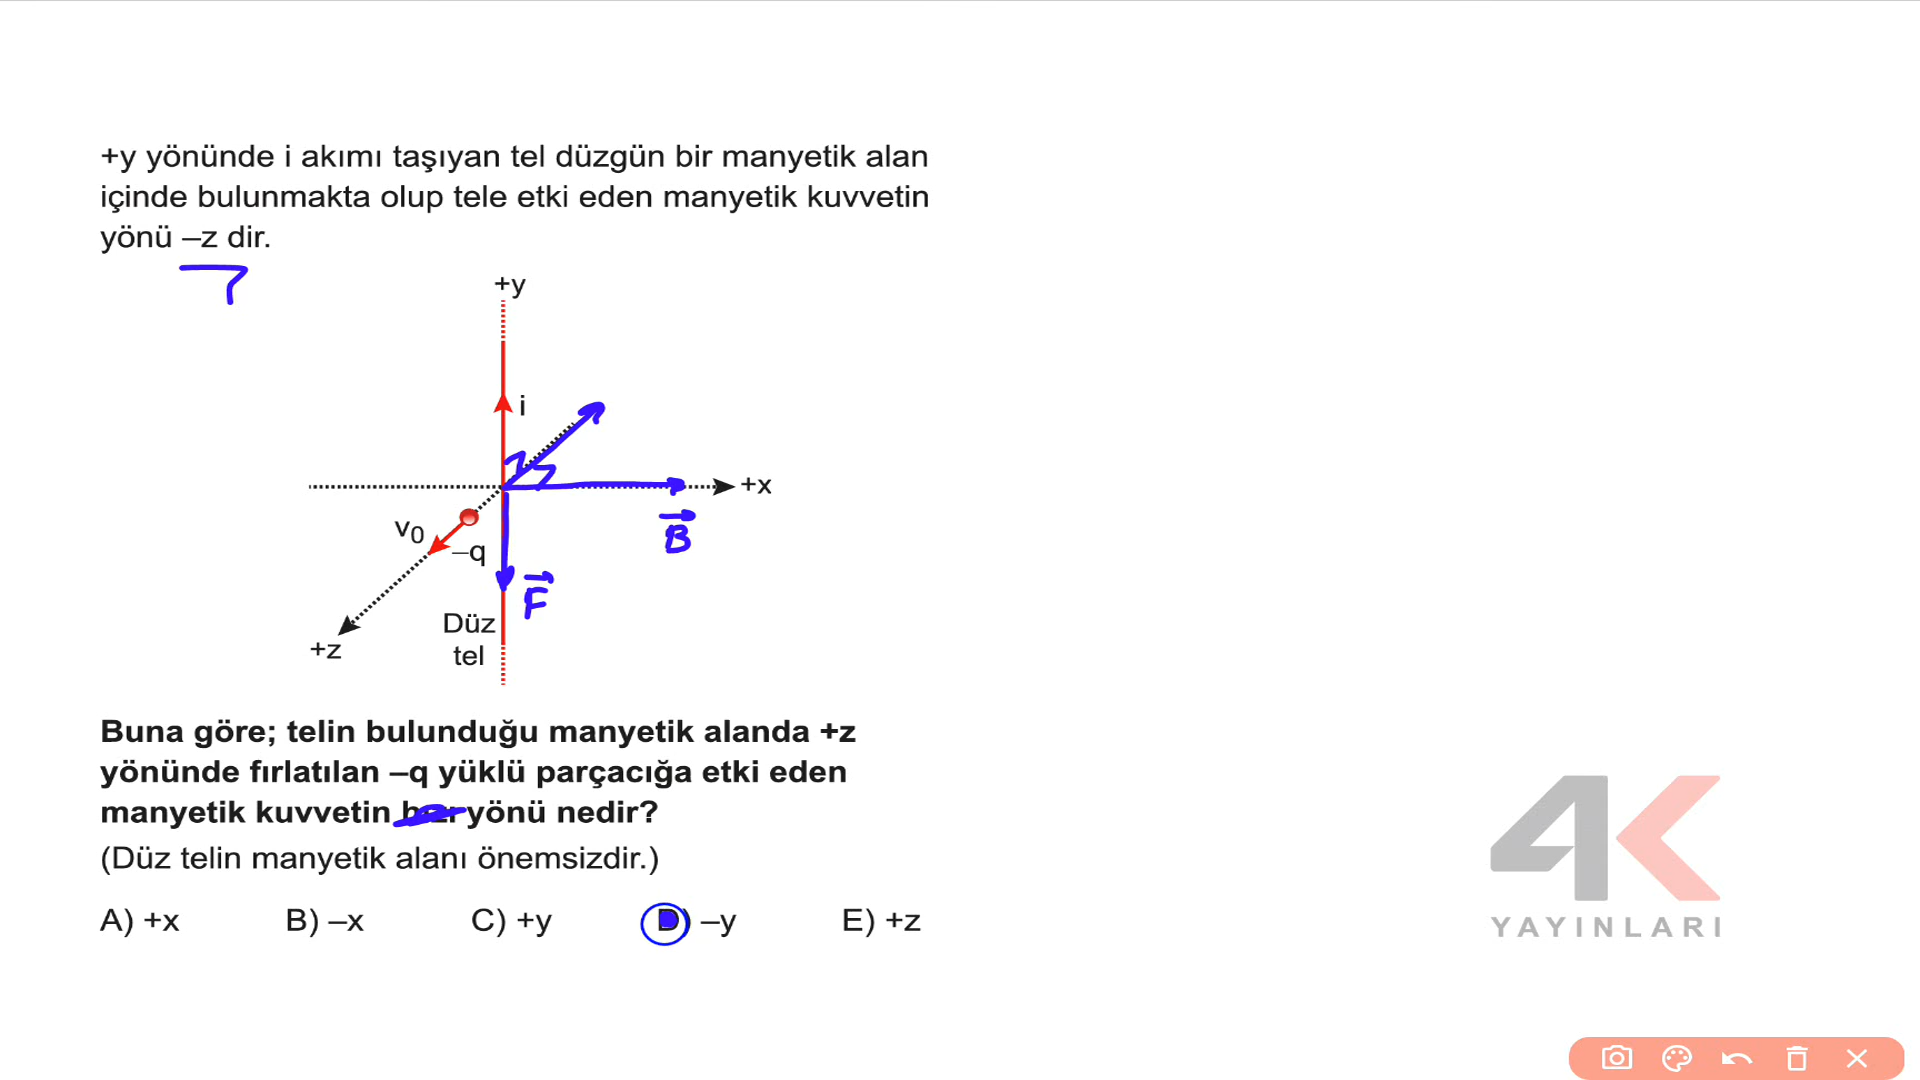 +y yönünde i akımı taşıyan tel düzgün bir manyetik alan
içinde bulunmakta olup tele etki eden manyetik kuvvetin
yönü –z dir.
+y
i
+x
B
v0
–q
F
Düz
tel
+z
Buna göre; telin bulunduğu manyetik alanda +z
yönünde fırlatılan –q yüklü parçacığa etki eden
manyetik kuvvetin yönü nedir?
(Düz telin manyetik alanı önemsizdir.)
A) +x B) –x C) +y D) –y E) +z
4K
YAYINLARI